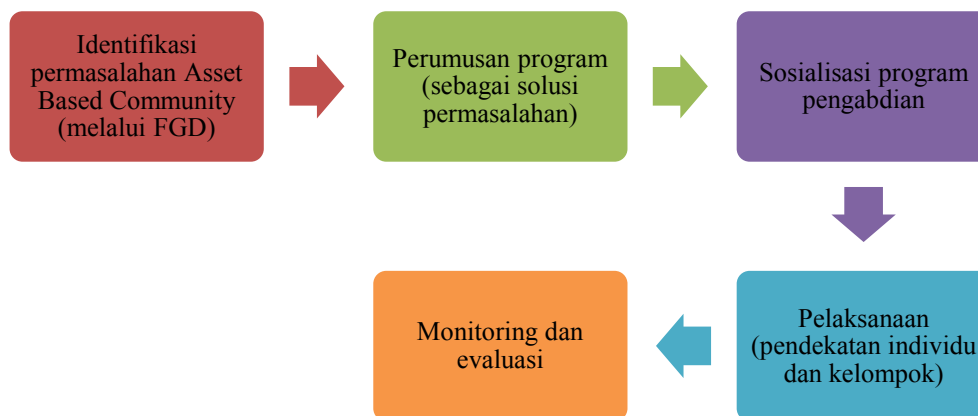 Identifikasi
permasalahan Asset
Based Community
(melalui FGD)
Perumusan program
(sebagai solusi
permasalahan)
Sosialisasi program
pengabdian
Pelaksanaan
(pendekatan individu
dan kelompok)
Monitoring dan
evaluasi